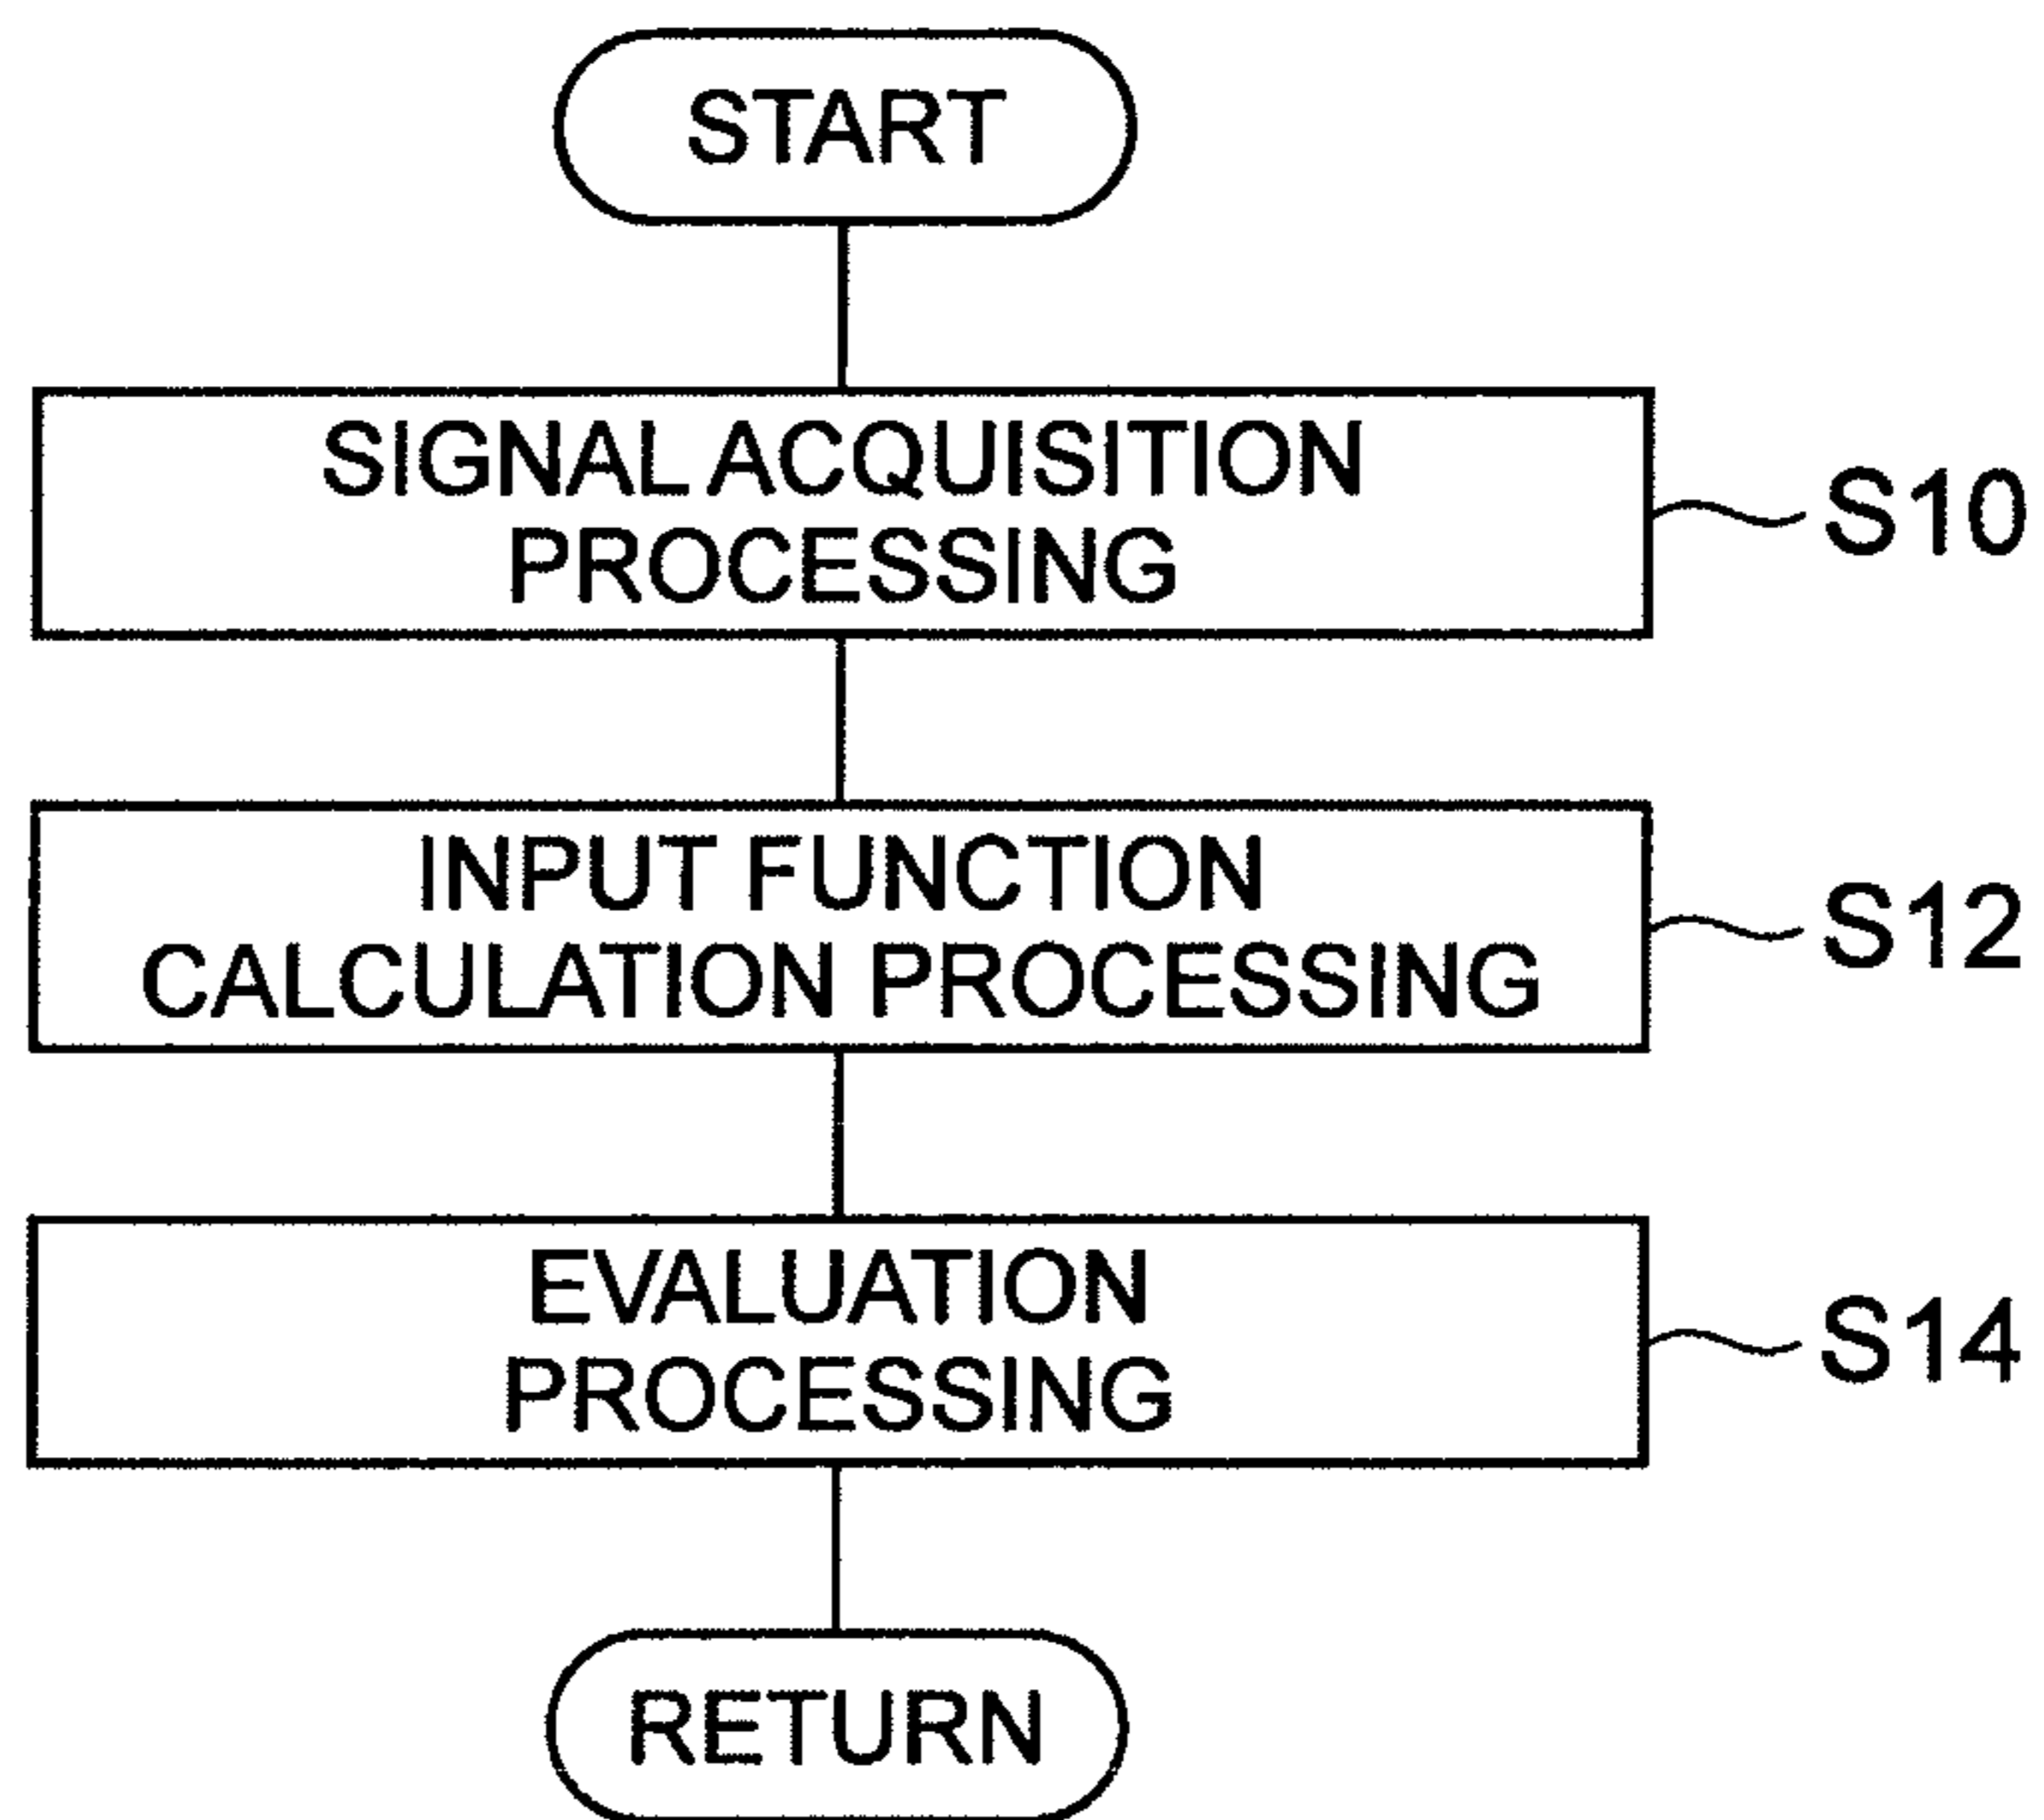 START
SIGNAL ACQUISITION
PROCESSING
S10
INPUT FUNCTION
CALCULATION PROCESSING
S12
EVALUATION
PROCESSING
S14
RETURN